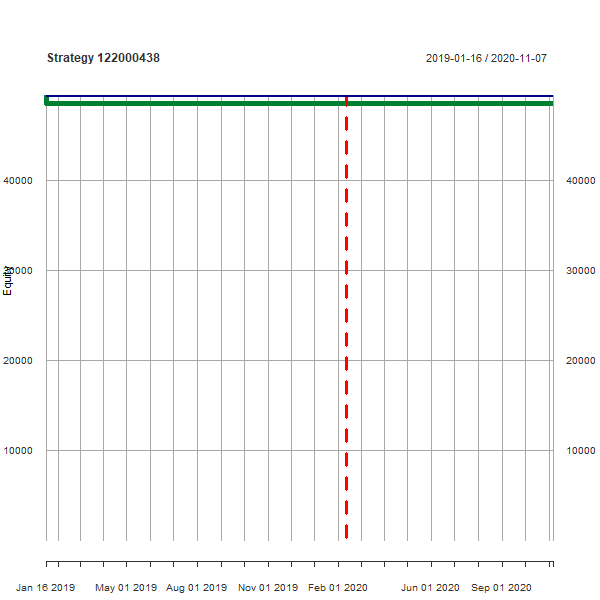 Strategy 122000438
2019-01-16 / 2020-11-07
40000
40000
Equity
30000
30000
20000
20000
10000
10000
Jan 16 2019
May 01 2019
Aug 01 2019
Nov 01 2019
Feb 01 2020
Jun 01 2020
Sep 01 2020